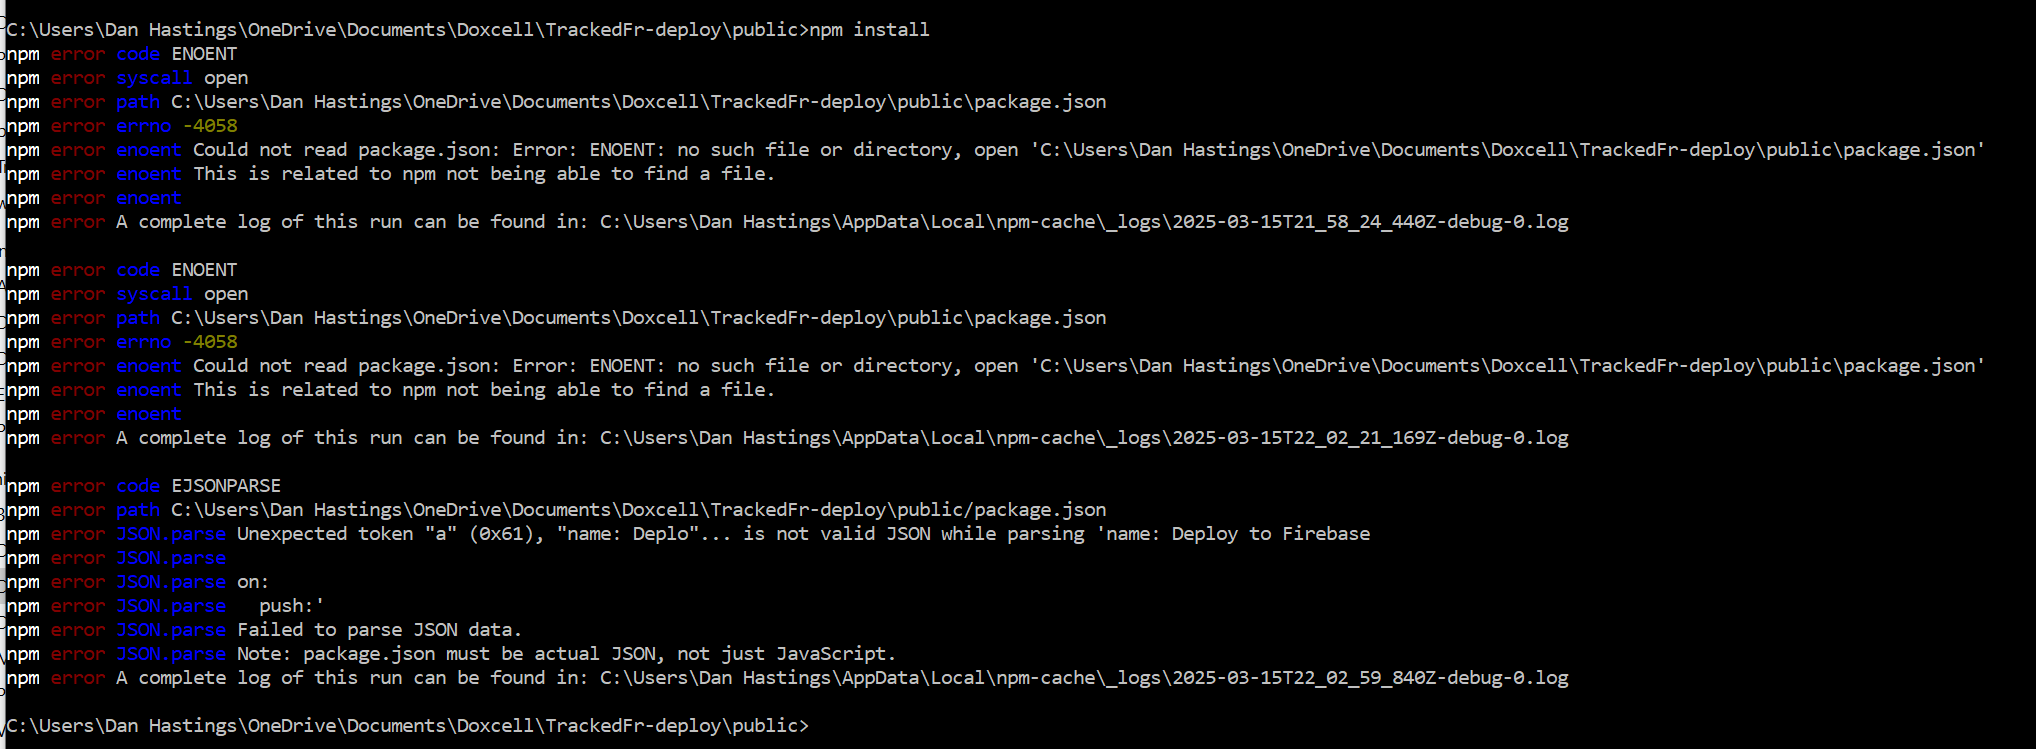 C:\Users\Dan Hastings\OneDrive\Documents\Doxcell\TrackedFr-deploy\public>npm install
npm error code ENOENT
npm error syscall open
npm error path C:\Users\Dan Hastings\OneDrive\Documents\Doxcell\TrackedFr-deploy\public\package.json
npm error errno -4058
npm error enoent Could not read package.json: Error: ENOENT: no such file or directory, open 'C:\Users\Dan Hastings\OneDrive\Documents\Doxcell\TrackedFr-deploy\public\package.json'
npm error enoent This is related to npm not being able to find a file.
npm error enoent
npm error A complete log of this run can be found in: C:\Users\Dan Hastings\AppData\Local\npm-cache\_logs\2025-03-15T21_58_24_440Z-debug-0.log

npm error code ENOENT
npm error syscall open
npm error path C:\Users\Dan Hastings\OneDrive\Documents\Doxcell\TrackedFr-deploy\public\package.json
npm error errno -4058
npm error enoent Could not read package.json: Error: ENOENT: no such file or directory, open 'C:\Users\Dan Hastings\OneDrive\Documents\Doxcell\TrackedFr-deploy\public\package.json'
npm error enoent This is related to npm not being able to find a file.
npm error enoent
npm error A complete log of this run can be found in: C:\Users\Dan Hastings\AppData\Local\npm-cache\_logs\2025-03-15T22_02_21_169Z-debug-0.log

npm error code EJSONPARSE
npm error path C:\Users\Dan Hastings\OneDrive\Documents\Doxcell\TrackedFr-deploy\public/package.json
npm error JSON.parse Unexpected token "a" (0x61), "name: Deplo"... is not valid JSON while parsing 'name: Deploy to Firebase
npm error JSON.parse
npm error JSON.parse on:
npm error JSON.parse   push:'
npm error JSON.parse Failed to parse JSON data.
npm error JSON.parse Note: package.json must be actual JSON, not just JavaScript.
npm error A complete log of this run can be found in: C:\Users\Dan Hastings\AppData\Local\npm-cache\_logs\2025-03-15T22_02_59_840Z-debug-0.log

C:\Users\Dan Hastings\OneDrive\Documents\Doxcell\TrackedFr-deploy\public>